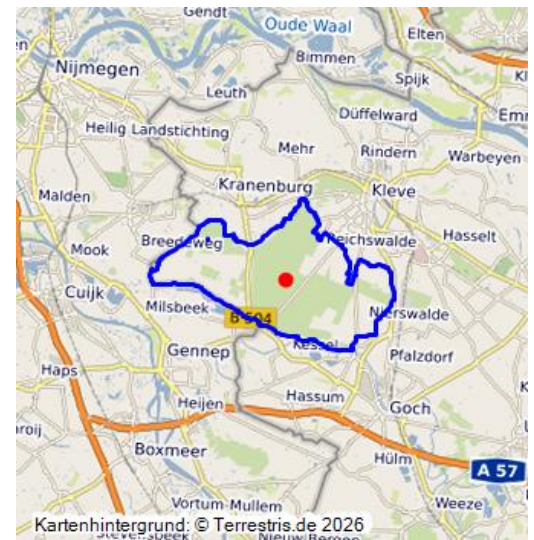 Gendt
Oude Waal
Elten
Bimmen
Nijmegen
Spijk
Leuth
Düffelward
Heilig Landstichting
Mehr
Rindern
Warbeyen
Kranenburg
Kleve
Malden
Breedeweg
Reichswalde
Hasselt
Mook
Cuijk
Milsbeek
B 504
Nierswalde
Kessel
Gennep
Pfalzdorf
Haps
Heijen
Hassum
Goch
Boxmeer
Hülm
A 57
Vortum-Mullem
Weeze
Kartenhintergrund: © Terrestris.de 2026